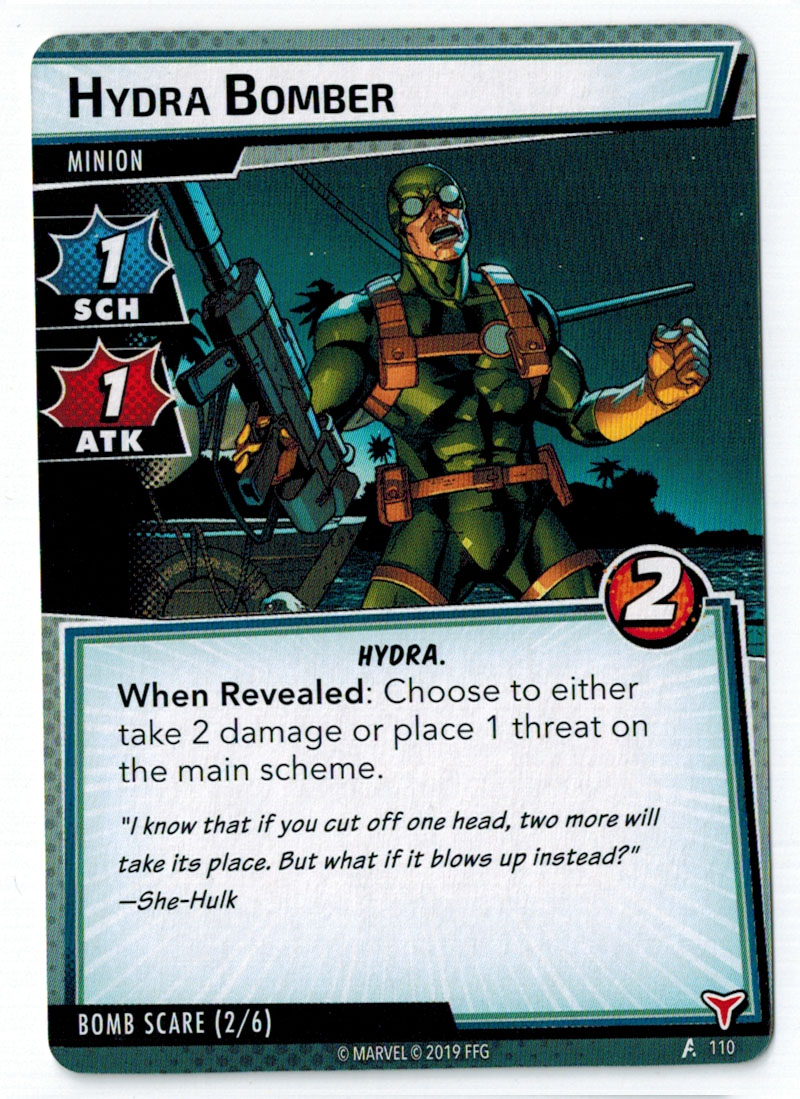 HYDRA BOMBER
MINION
1
SCH
1
ATK
2
HYDRA.
When Revealed: Choose to either
take 2 damage or place 1 threat on
the main scheme.
"I know that if you cut off one head, two more will
take its place. But what if it blows up instead?"
—She-Hulk
BOMB SCARE (2/6)
© MARVEL © 2019 FFG
110